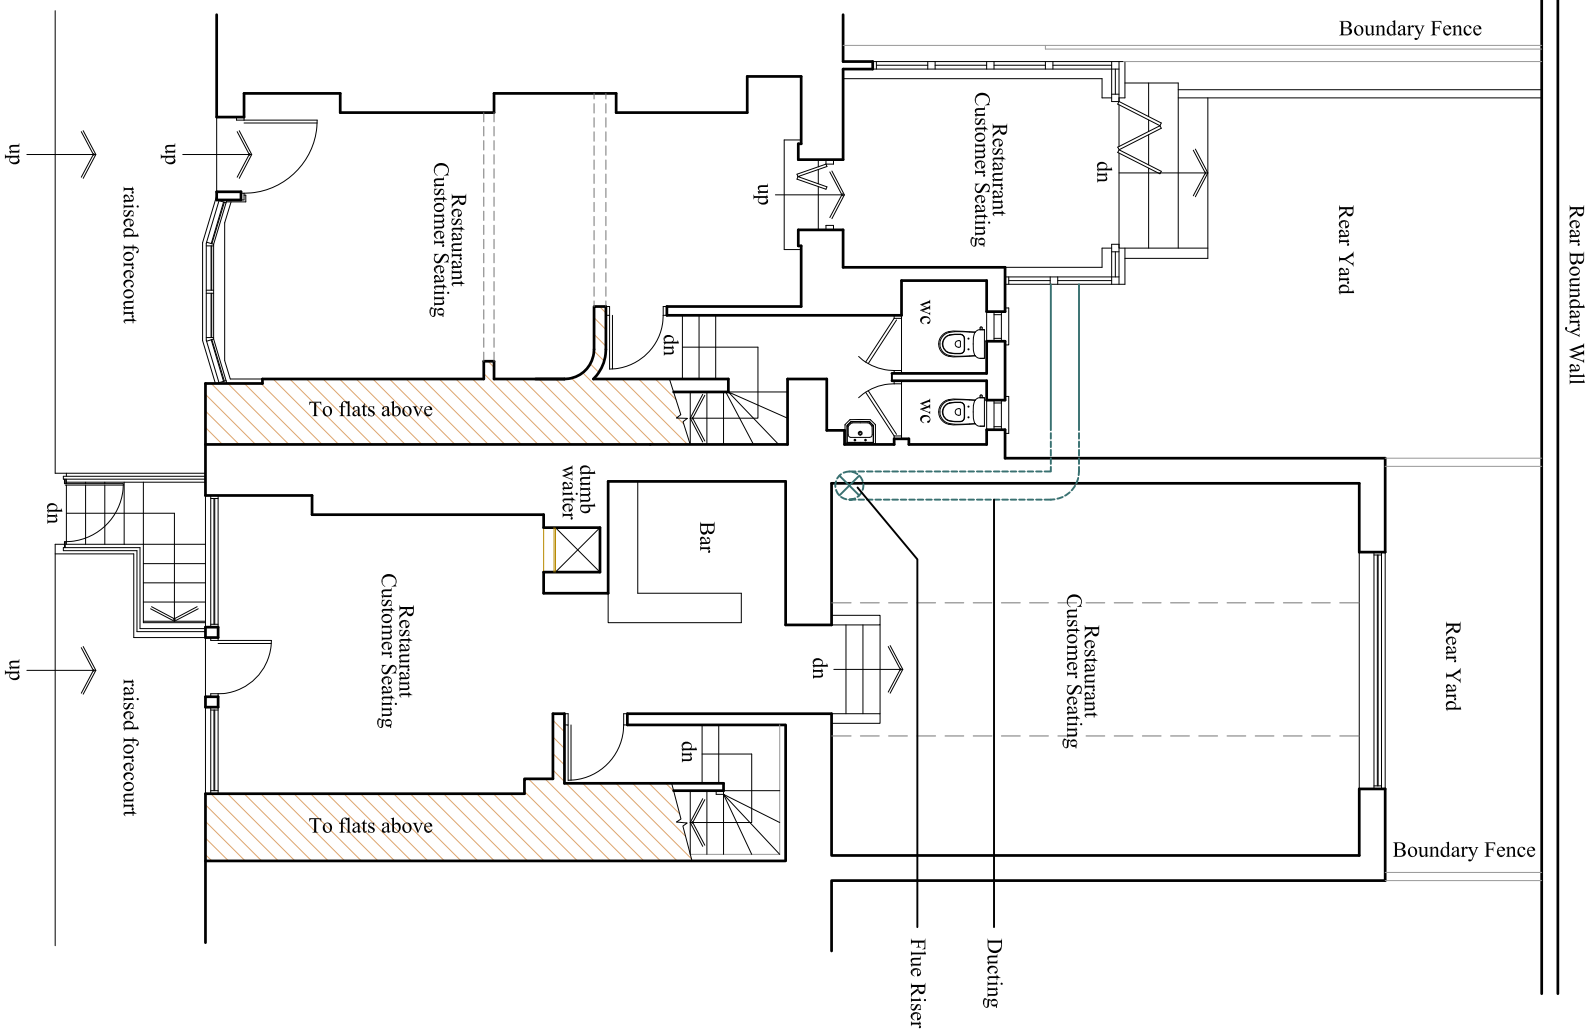 Boundary Fence
up
up
raised forecourt
Restaurant
Customer Seating
up
Restaurant
Customer Seating
dn
Rear Yard
Rear Boundary Wall
wc
dn
wc
To flats above
dn
dumb
waiter
Bar
Restaurant
Customer Seating
dn
Restaurant
Customer Seating
Rear Yard
up
raised forecourt
dn
To flats above
Boundary Fence
Flue Riser
Ducting